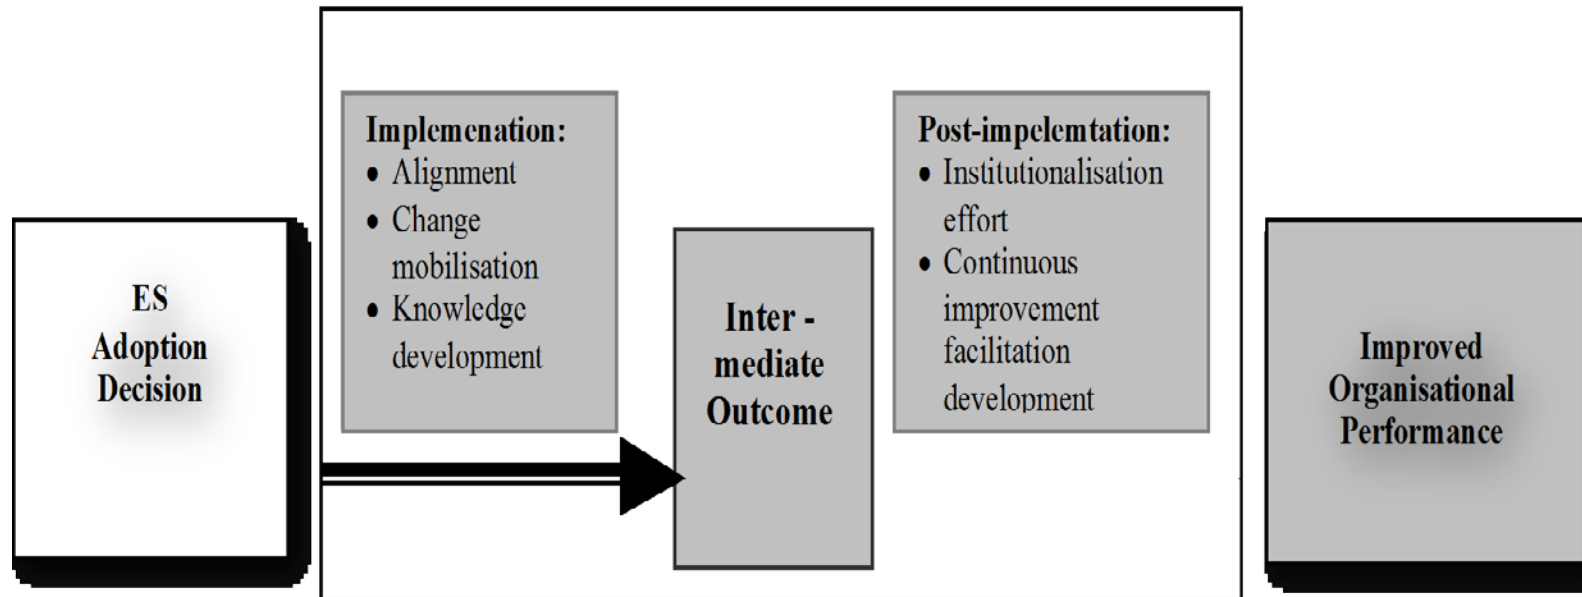 ES
Adoption
Decision
Implemenation:
• Alignment
• Change
mobilisation
• Knowledge
development
Inter -
mediate
Outcome
Post-impelemtation:
• Institutionalisation
effort
• Continuous
improvement
facilitation
development
Improved
Organisational
Performance